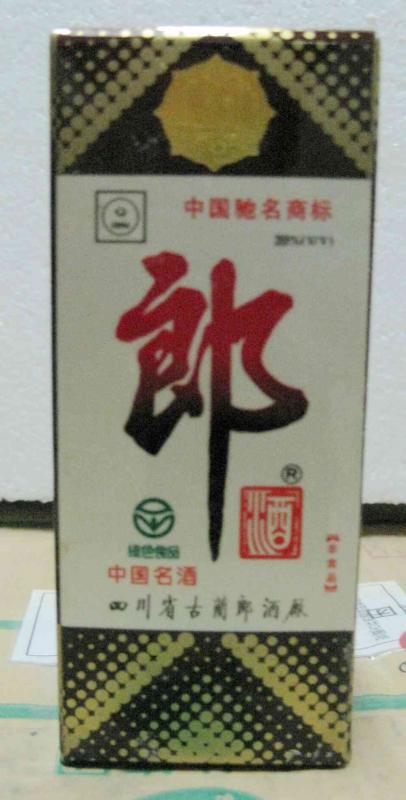 中国驰名商标
郎
®
酒
绿色食品
中国名酒
四川省古蔺郎酒厂